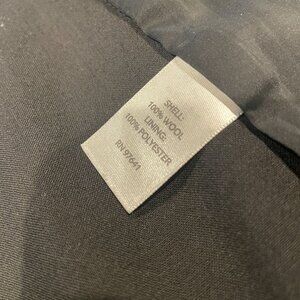 SHELL:
100% WOOL
LINING:
100% POLYESTER
RN 97641